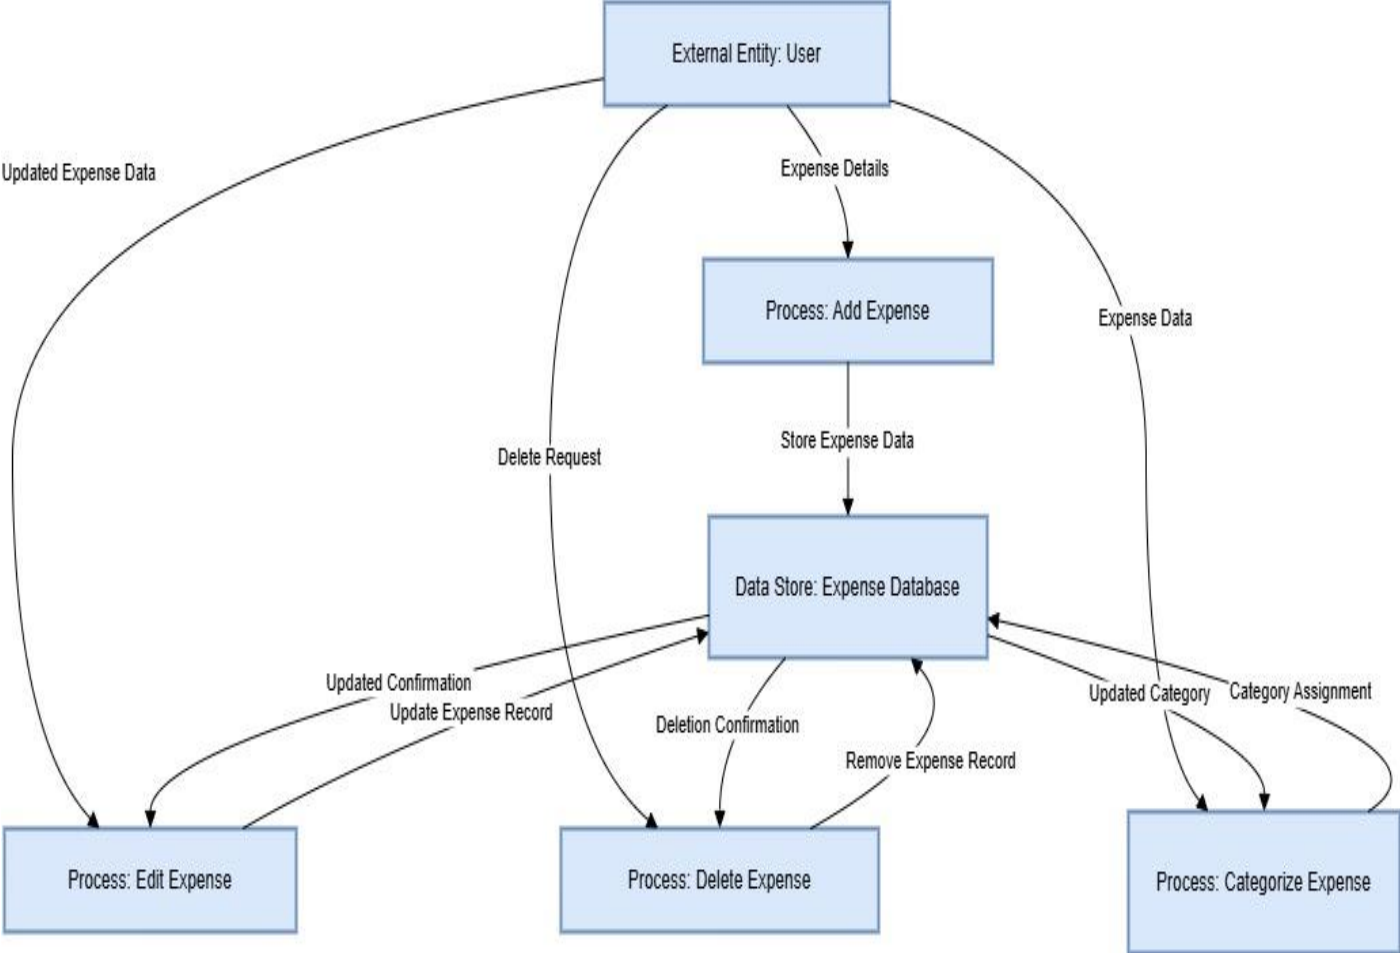 External Entity: User
Updated Expense Data
Expense Details
Process: Add Expense
Expense Data
Store Expense Data
Delete Request
Data Store: Expense Database
Updated Confirmation
Update Expense Record
Deletion Confirmation
Remove Expense Record
Updated Category
Category Assignment
Process: Edit Expense
Process: Delete Expense
Process: Categorize Expense